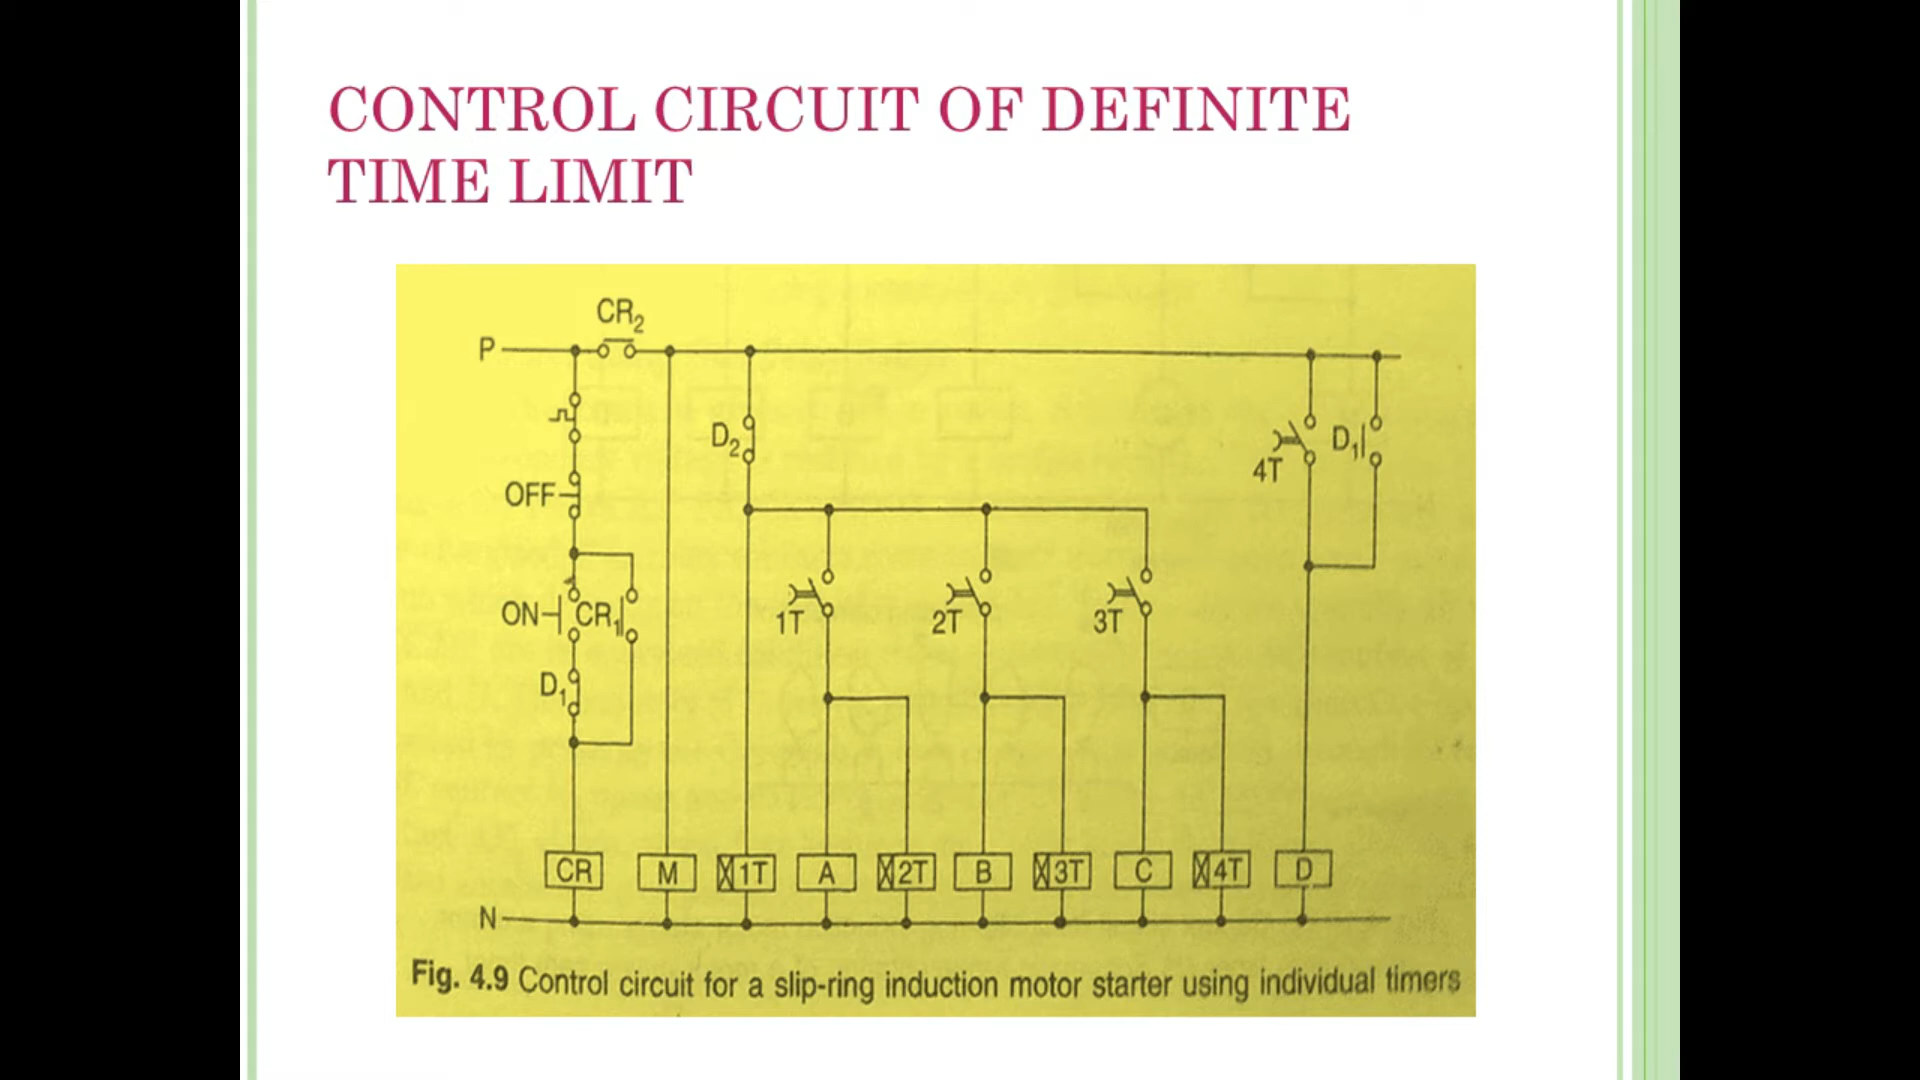 CONTROL CIRCUIT OF DEFINITE
TIME LIMIT
CR2
P
D2
D1
4T
OFF
ON
CR1
1T
2T
3T
D1
CR
M
1T
A
2T
B
3T
C
4T
D
N
Fig. 4.9 Control circuit for a slip-ring induction motor starter using individual timers